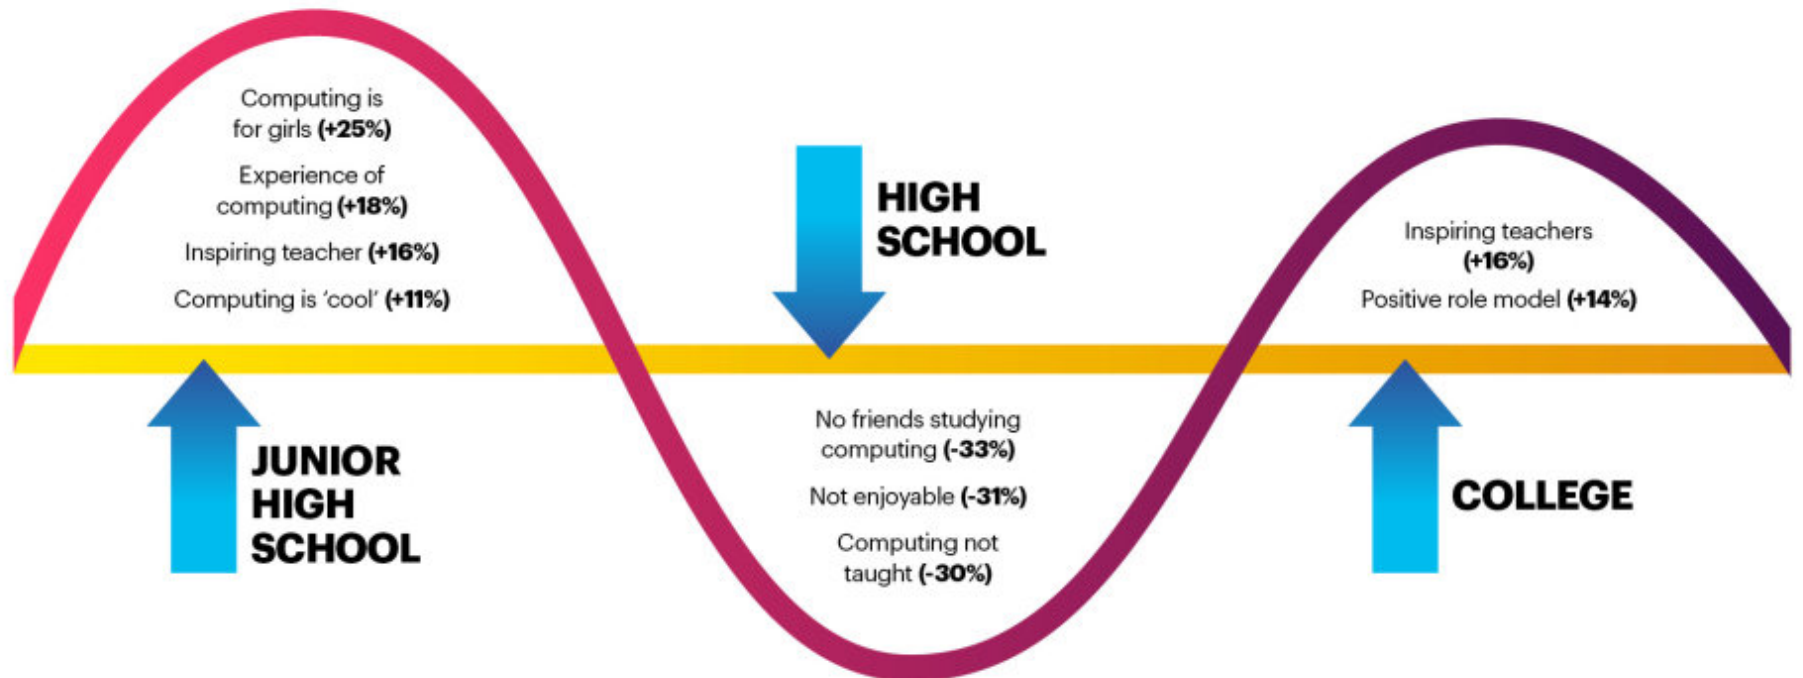 Computing is
for girls (+25%)
Experience of
computing (+18%)
Inspiring teacher (+16%)
Computing is ‘cool’ (+11%)
JUNIOR
HIGH
SCHOOL
HIGH
SCHOOL
No friends studying
computing (-33%)
Not enjoyable (-31%)
Computing not
taught (-30%)
Inspiring teachers
(+16%)
Positive role model (+14%)
COLLEGE